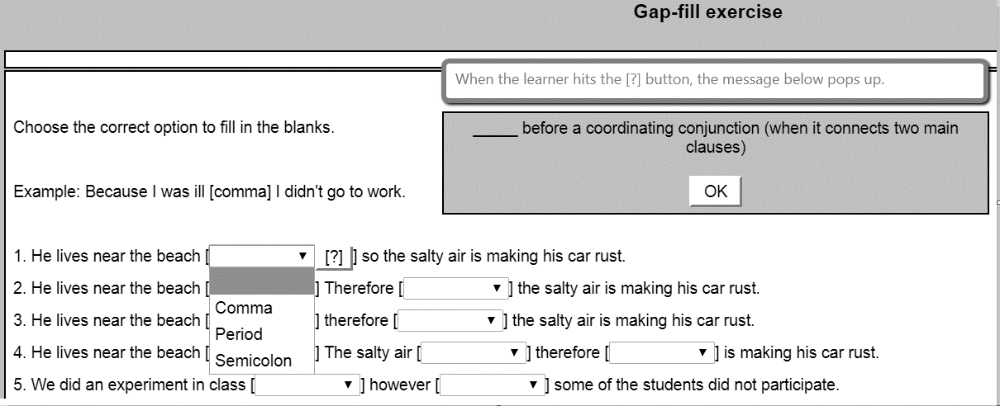 Gap-fill exercise
When the learner hits the [?] button, the message below pops up.
Choose the correct option to fill in the blanks.
_____ before a coordinating conjunction (when it connects two main
clauses)
OK
Example: Because I was ill [comma] I didn't go to work.
1. He lives near the beach [ ▼ [?] ] so the salty air is making his car rust.
2. He lives near the beach [ ] Therefore [ ▼ ] the salty air is making his car rust.
Comma
3. He lives near the beach [ ] therefore [ ▼ ] the salty air is making his car rust.
Period
4. He lives near the beach [ ] The salty air [ ▼ ] therefore [ ▼ ] is making his car rust.
Semicolon
5. We did an experiment in class [ ▼ ] however [ ▼ ] some of the students did not participate.